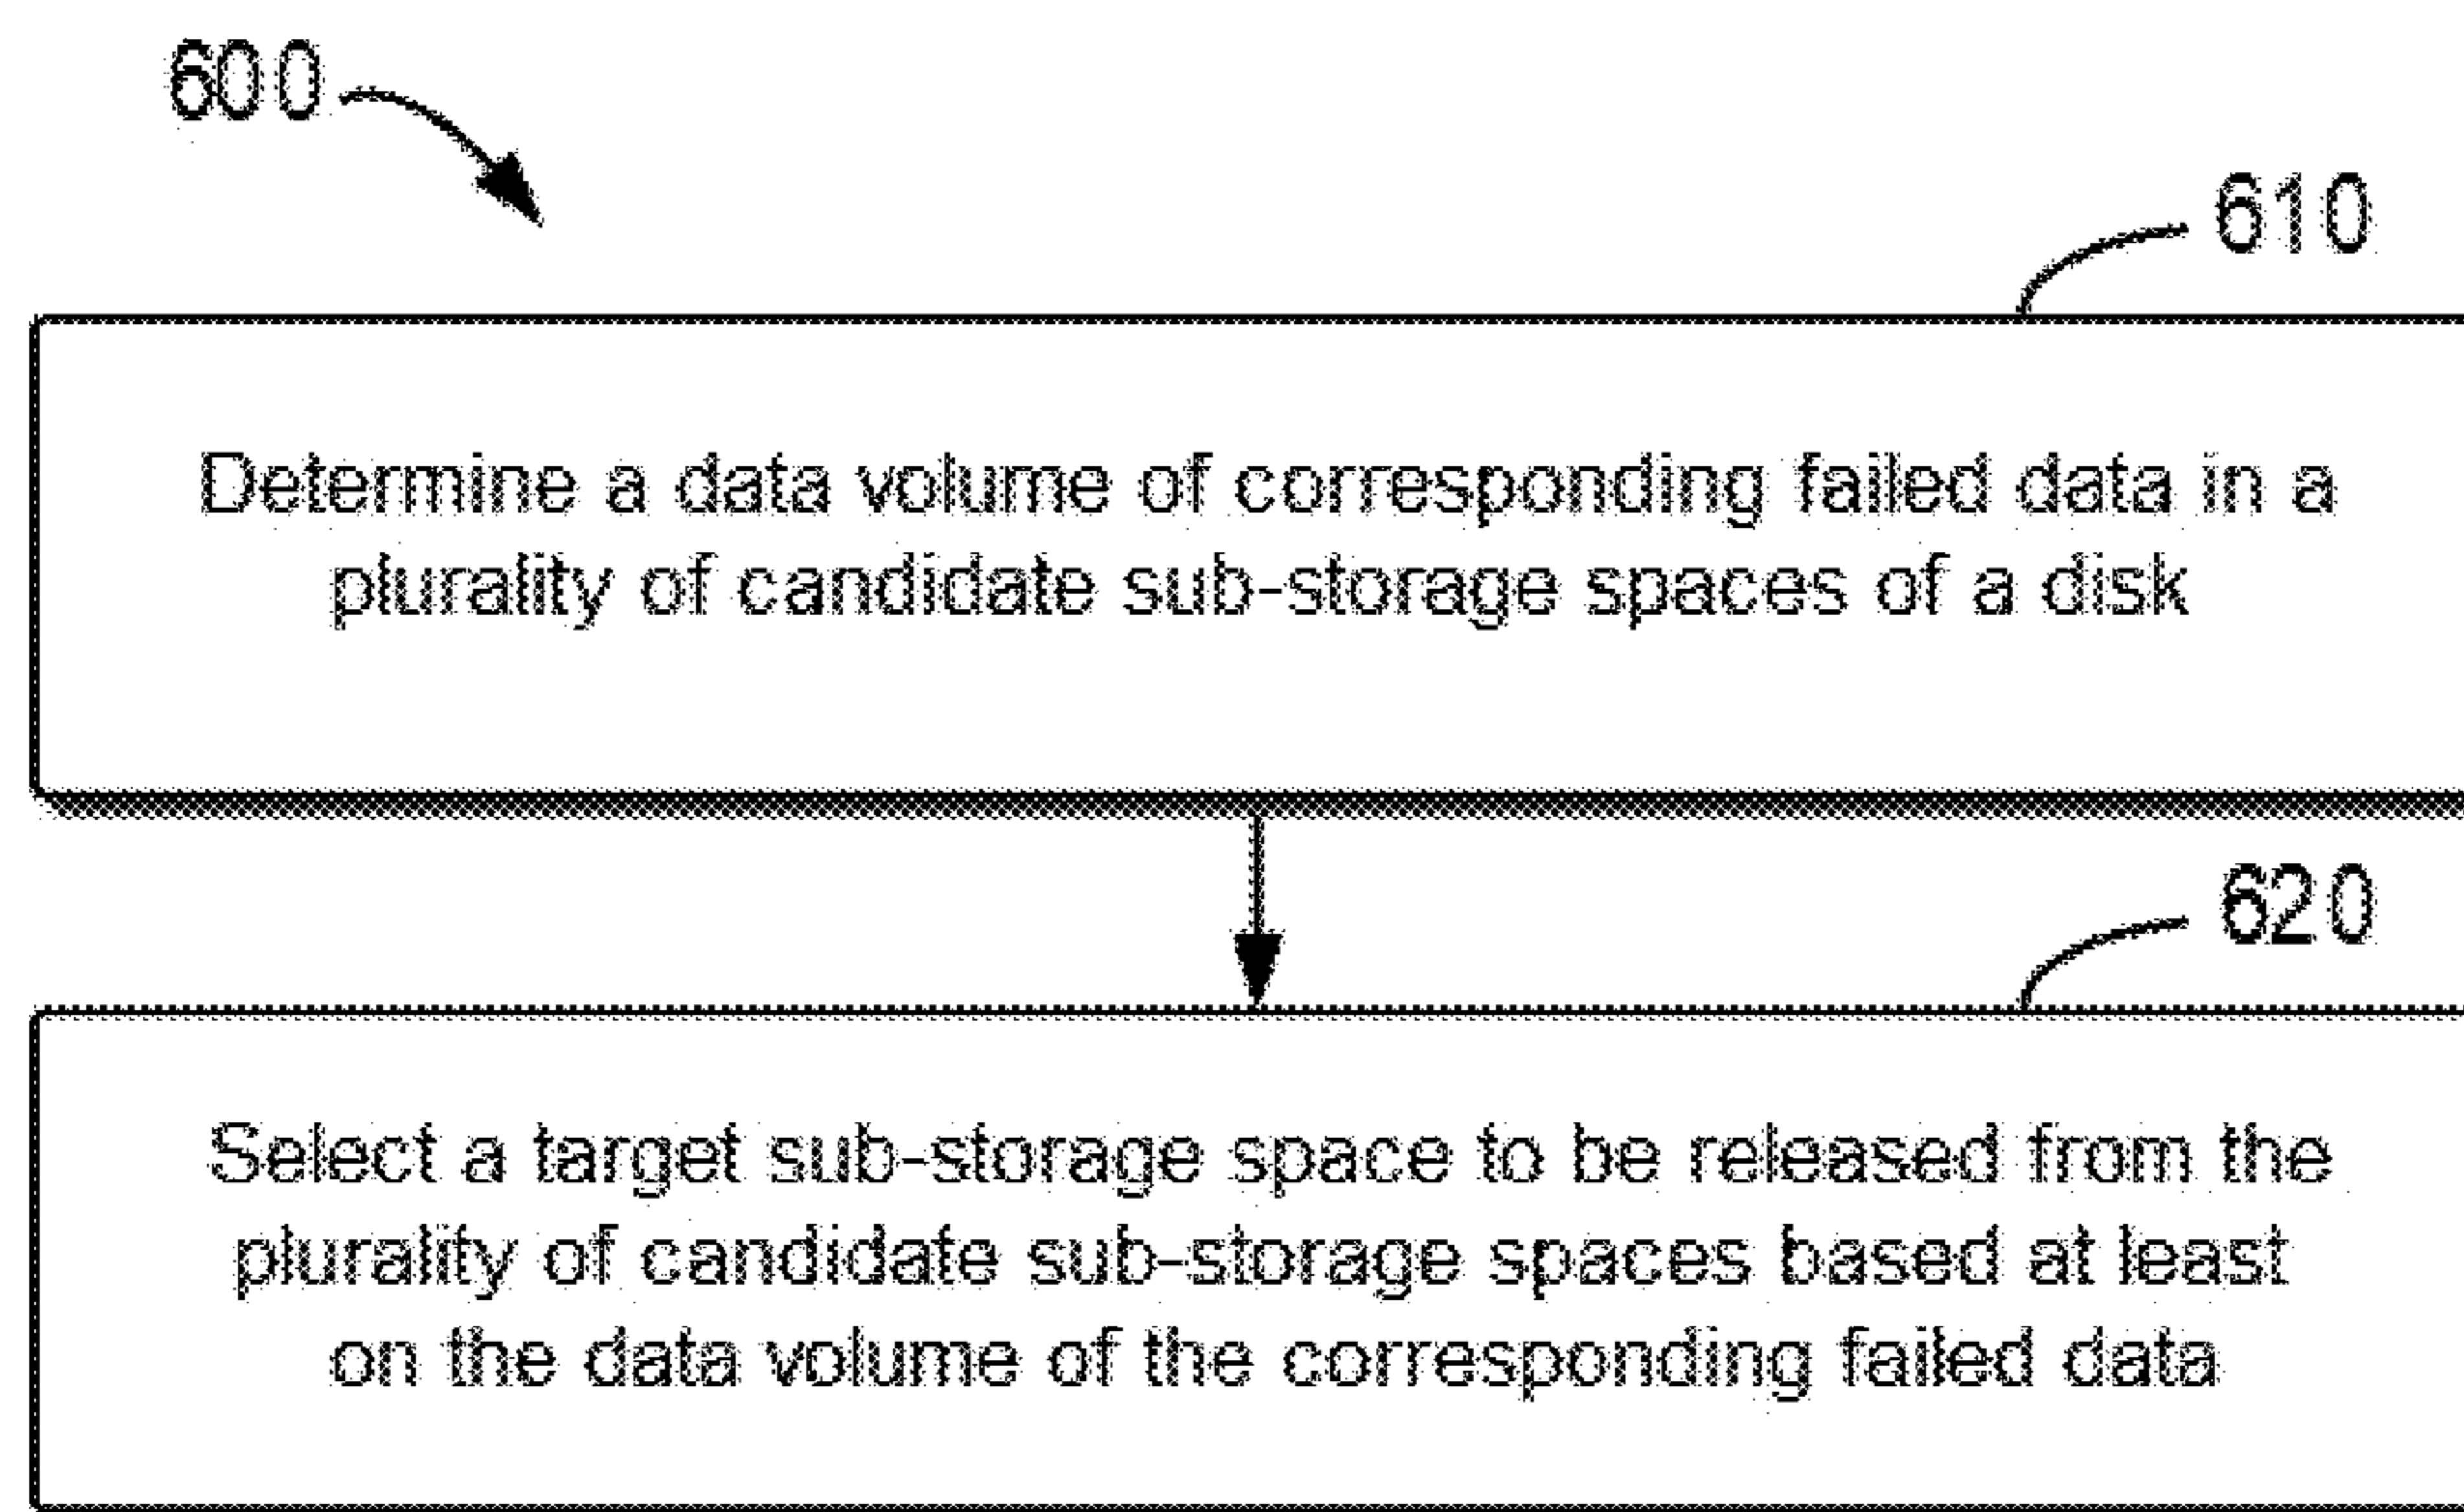 600
610
Determine a data volume of corresponding failed data in a
plurality of candidate sub-storage spaces of a disk
620
Select a target sub-storage space to be released from the
plurality of candidate sub-storage spaces based at least
on the data volume of the corresponding failed data